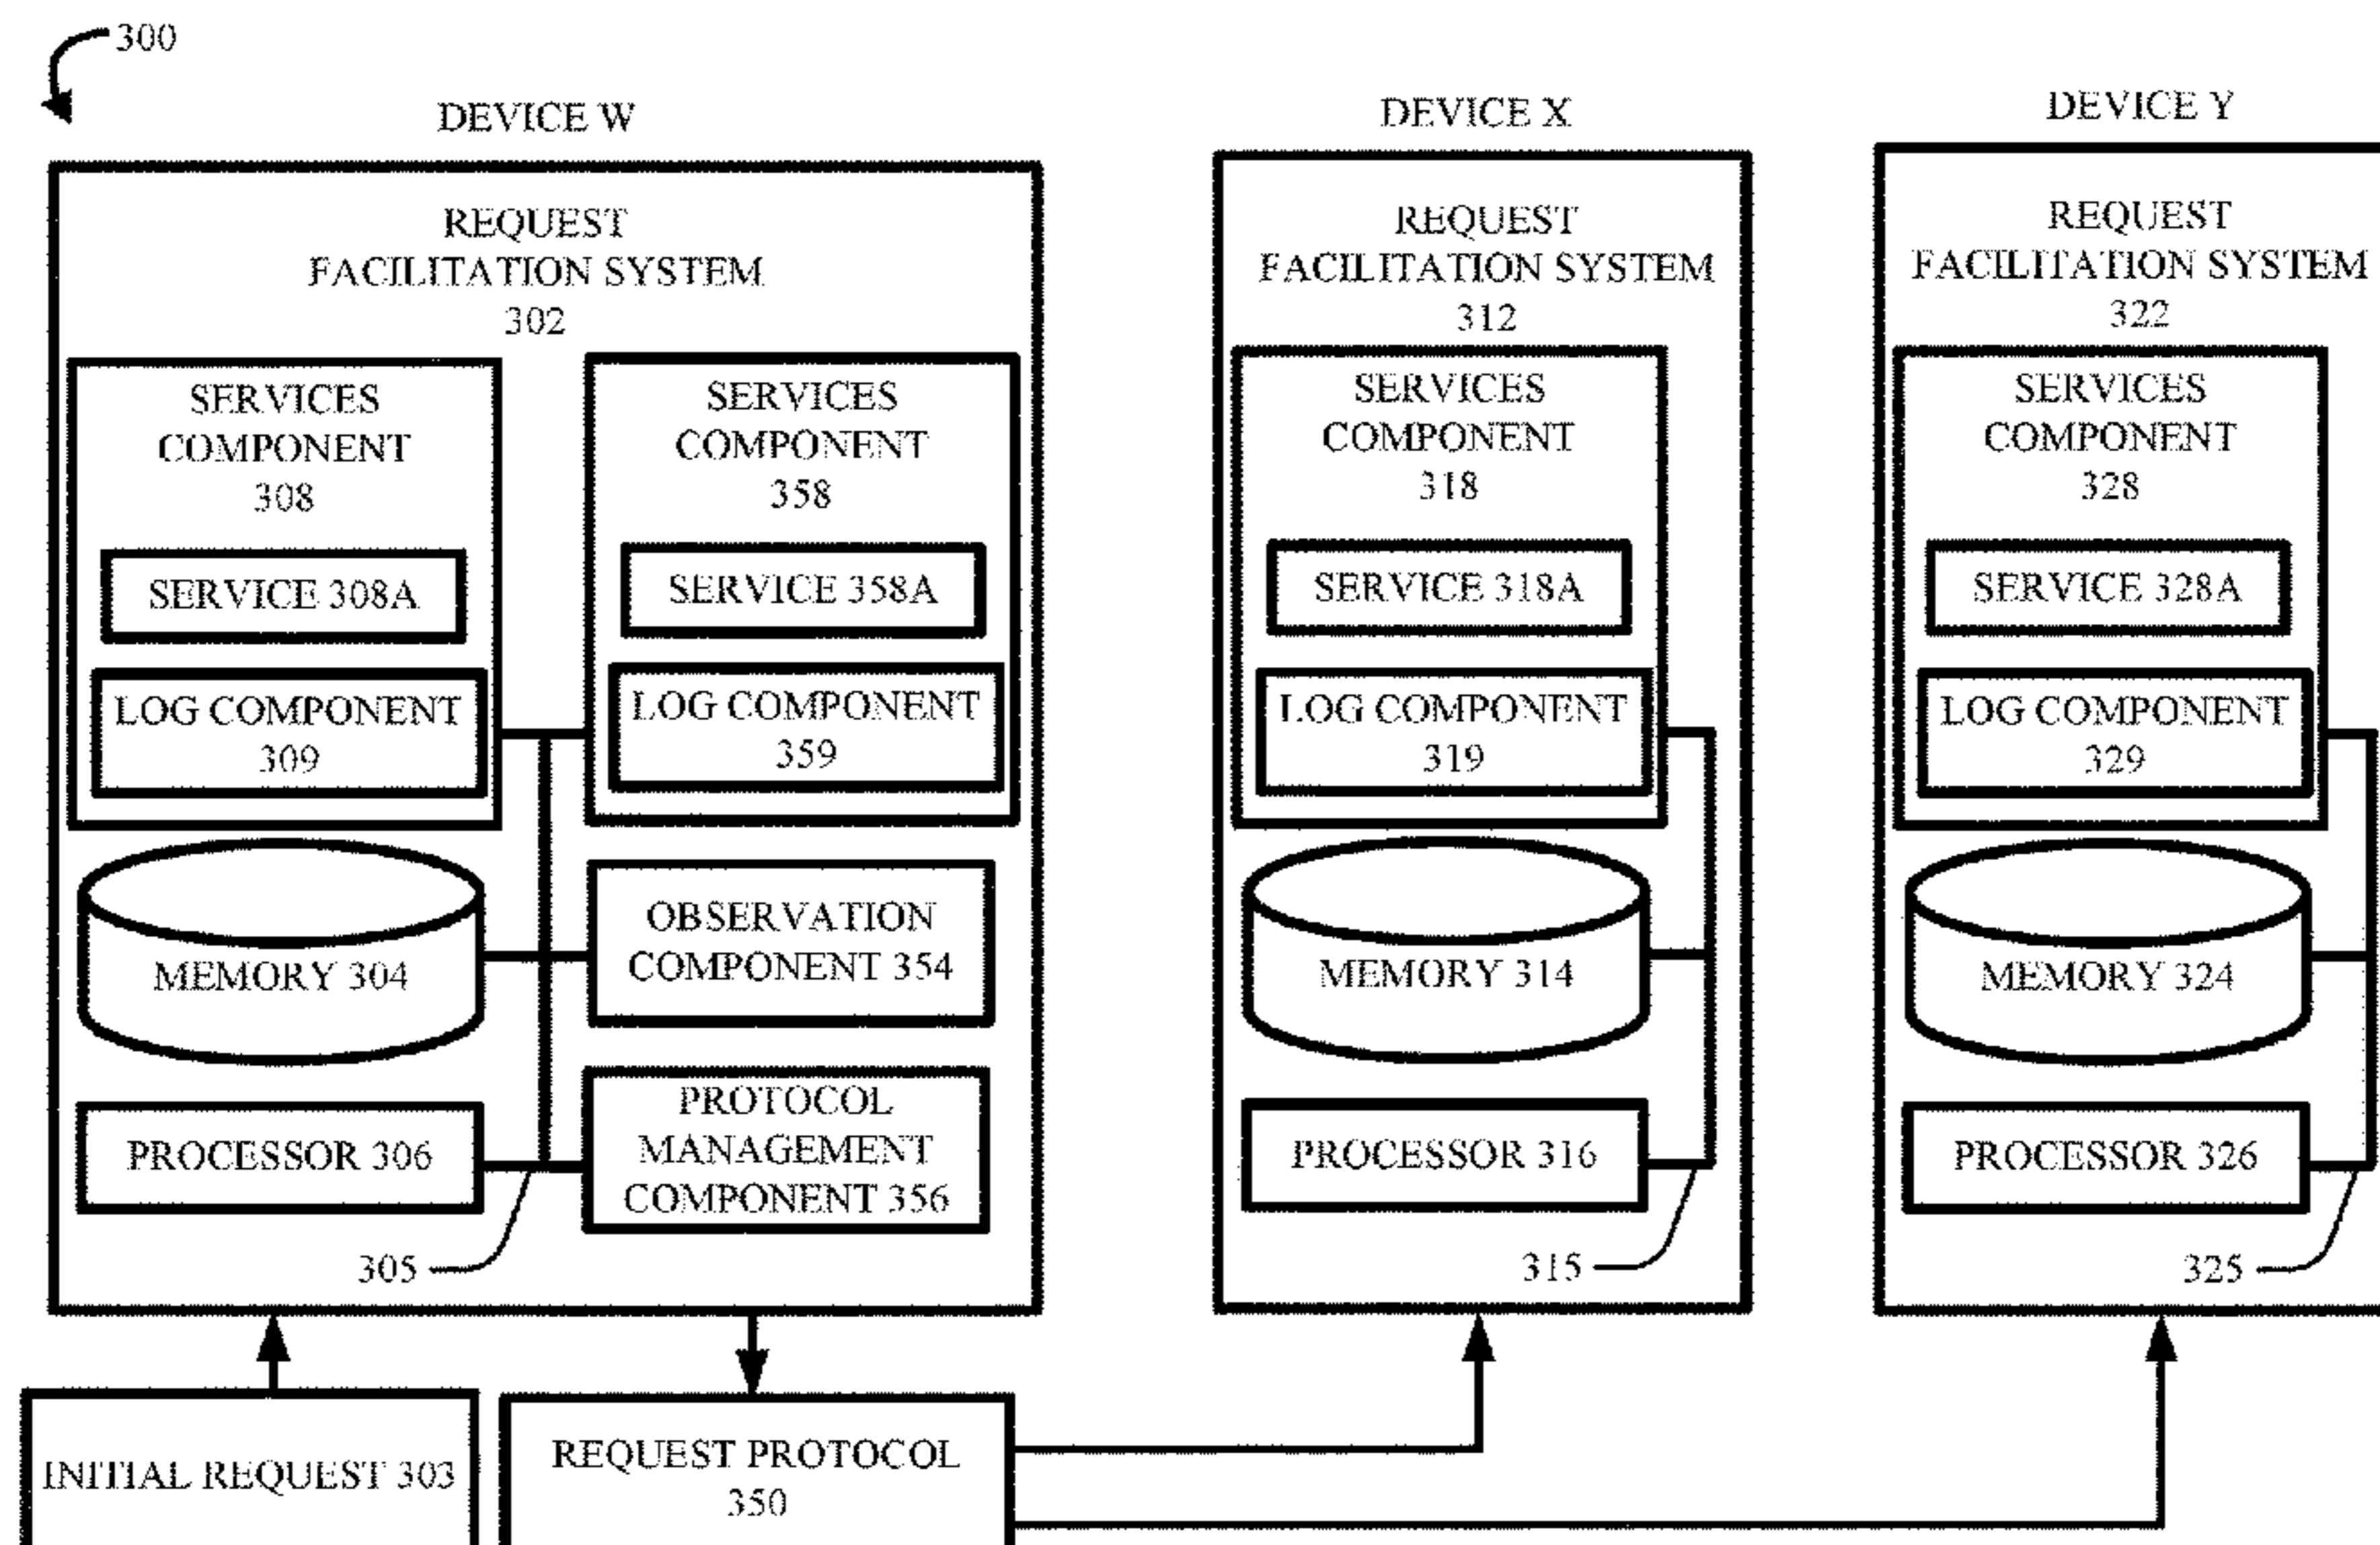 300
DEVICE W
REQUEST
FACILITATION SYSTEM
302
SERVICES
COMPONENT
308
SERVICE 308A
LOG COMPONENT
309
SERVICES
COMPONENT
358
SERVICE 358A
LOG COMPONENT
359
MEMORY 304
OBSERVATION
COMPONENT 354
PROCESSOR 306
PROTOCOL
MANAGEMENT
COMPONENT 356
305
DEVICE X
REQUEST
FACILITATION SYSTEM
312
SERVICES
COMPONENT
318
SERVICE 318A
LOG COMPONENT
319
MEMORY 314
PROCESSOR 316
315
DEVICE Y
REQUEST
FACILITATION SYSTEM
322
SERVICES
COMPONENT
328
SERVICE 328A
LOG COMPONENT
329
MEMORY 324
PROCESSOR 326
325
INITIAL REQUEST 303
REQUEST PROTOCOL
350